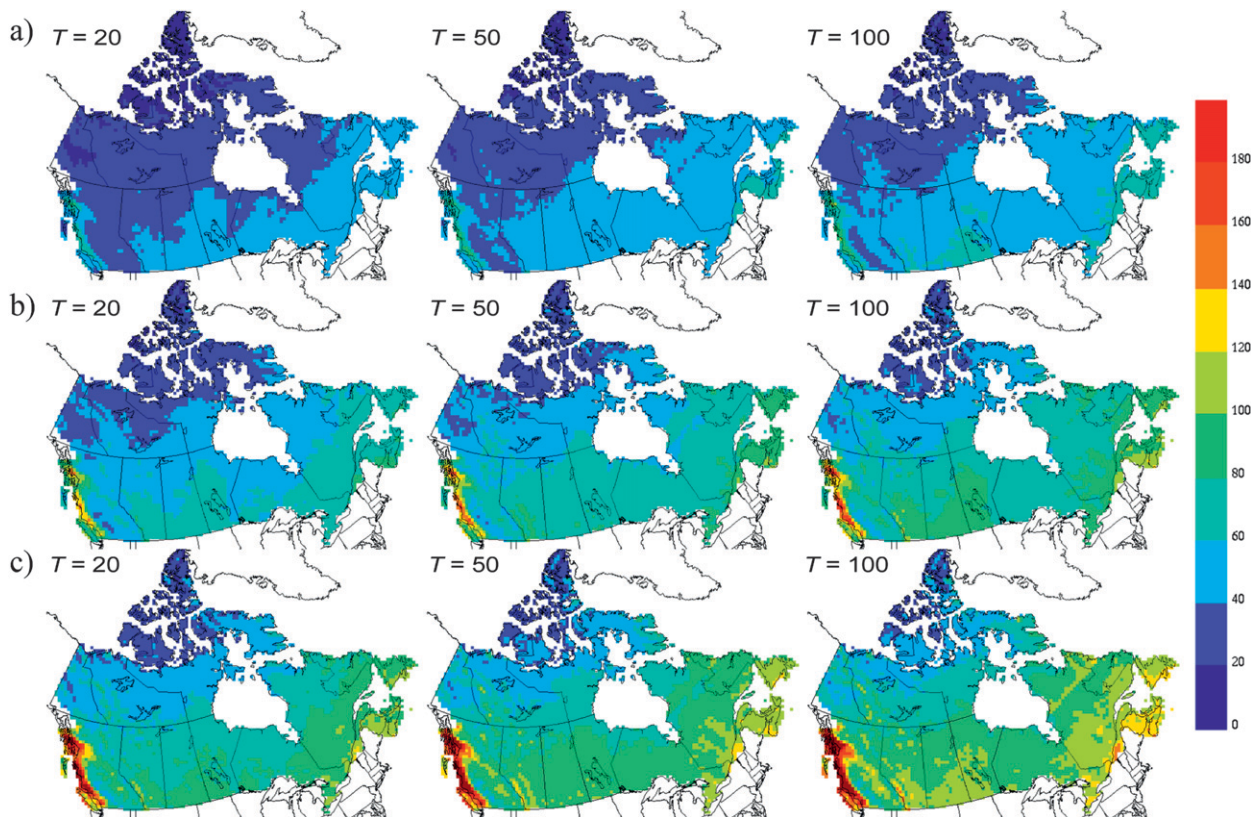 a)
T = 20
T = 50
T = 100
b)
T = 20
T = 50
T = 100
c)
T = 20
T = 50
T = 100
180
160
140
120
100
80
60
40
20
0